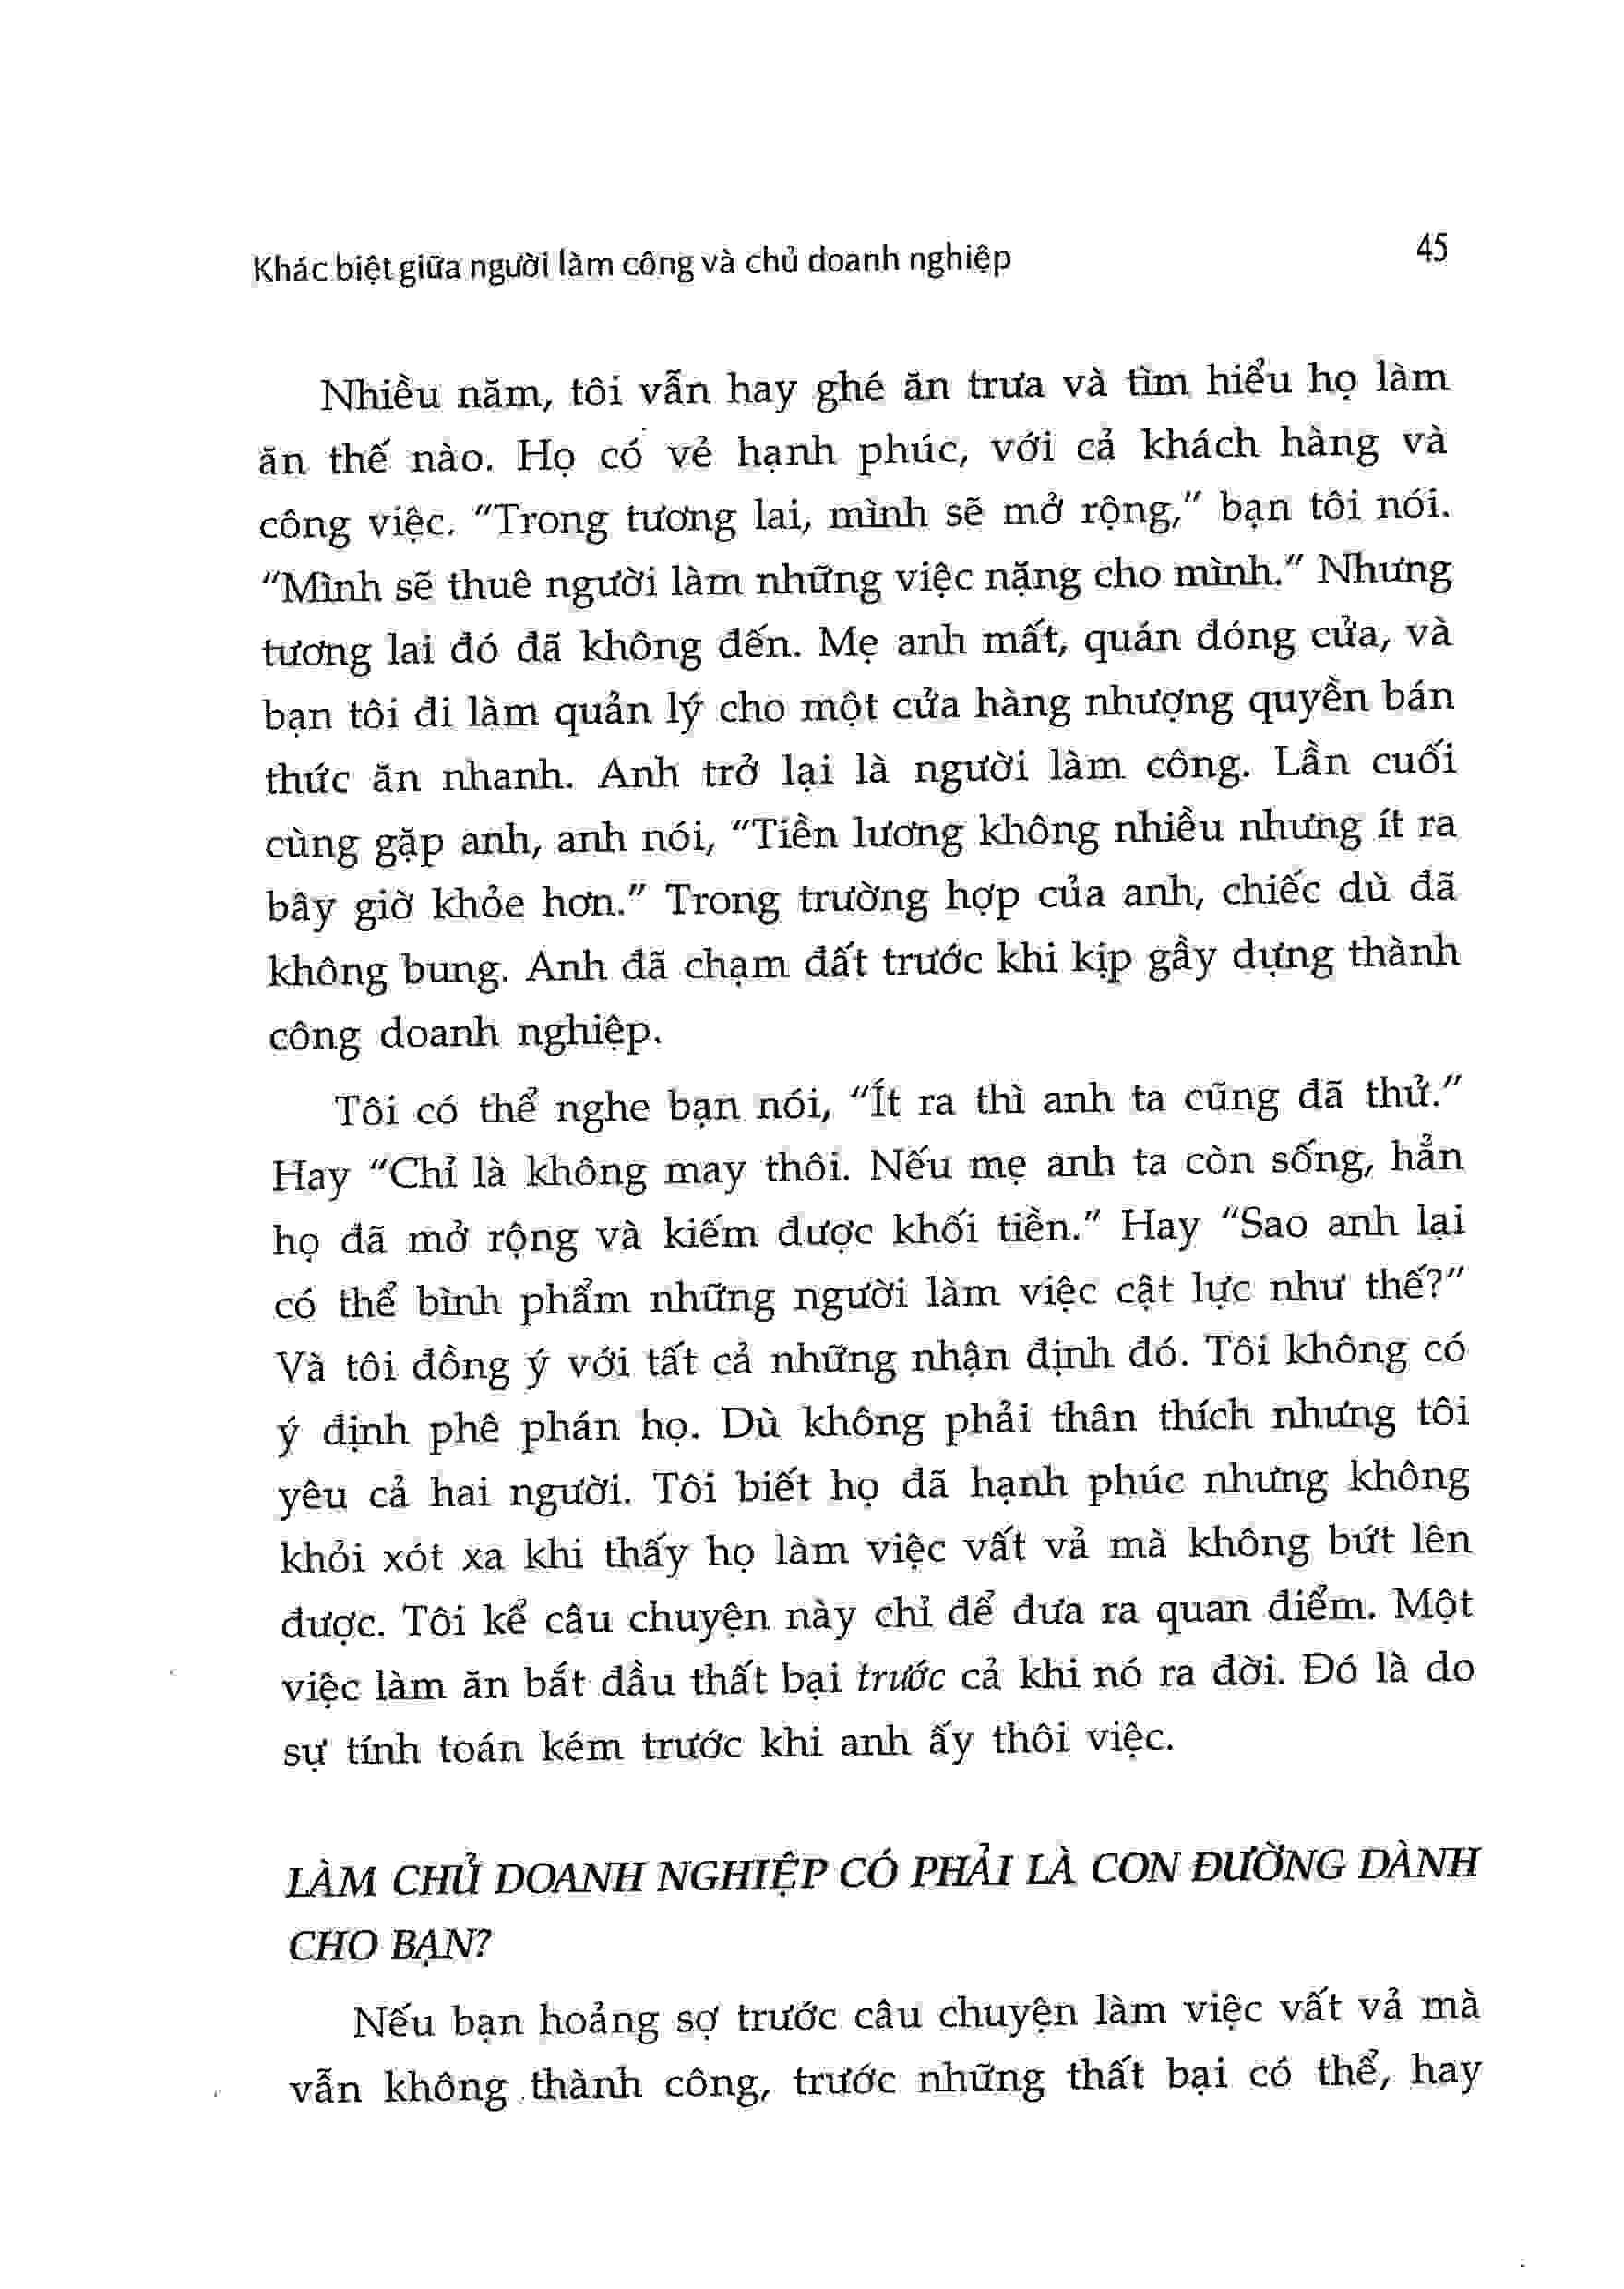 Khác biệt giữa người làm công và chủ doanh nghiệp 45
Nhiều năm, tôi vẫn hay ghé ăn trưa và tìm hiểu họ làm
ăn thế nào. Họ có vẻ hạnh phúc, với cả khách hàng và
công việc. "Trong tương lai, mình sẽ mở rộng," bạn tôi nói.
"Mình sẽ thuê người làm những việc nặng cho mình." Nhưng
tương lai đó đã không đến. Mẹ anh mất, quán đóng cửa, và
bạn tôi đi làm quản lý cho một cửa hàng nhượng quyền bán
thức ăn nhanh. Anh trở lại là người làm công. Lần cuối
cùng gặp anh, anh nói, "Tiền lương không nhiều nhưng ít ra
bây giờ khỏe hơn." Trong trường hợp của anh, chiếc dù đã
không bung. Anh đã chạm đất trước khi kịp gầy dựng thành
công doanh nghiệp.
Tôi có thể nghe bạn nói, "Ít ra thì anh ta cũng đã thử."
Hay "Chỉ là không may thôi. Nếu mẹ anh ta còn sống, hẳn
họ đã mở rộng và kiếm được khối tiền." Hay "Sao anh lại
có thể bình phẩm những người làm việc cật lực như thế?"
Và tôi đồng ý với tất cả những nhận định đó. Tôi không có
ý định phê phán họ. Dù không phải thân thích nhưng tôi
yêu cả hai người. Tôi biết họ đã hạnh phúc nhưng không
khỏi xót xa khi thấy họ làm việc vất vả mà không bứt lên
được. Tôi kể câu chuyện này chỉ để đưa ra quan điểm. Một
việc làm ăn bắt đầu thất bại trước cả khi nó ra đời. Đó là do
sự tính toán kém trước khi anh ấy thôi việc.
LÀM CHỦ DOANH NGHIỆP CÓ PHẢI LÀ CON ĐƯỜNG DÀNH
CHO BẠN?
Nếu bạn hoảng sợ trước câu chuyện làm việc vất vả mà
vẫn không thành công, trước những thất bại có thể, hay